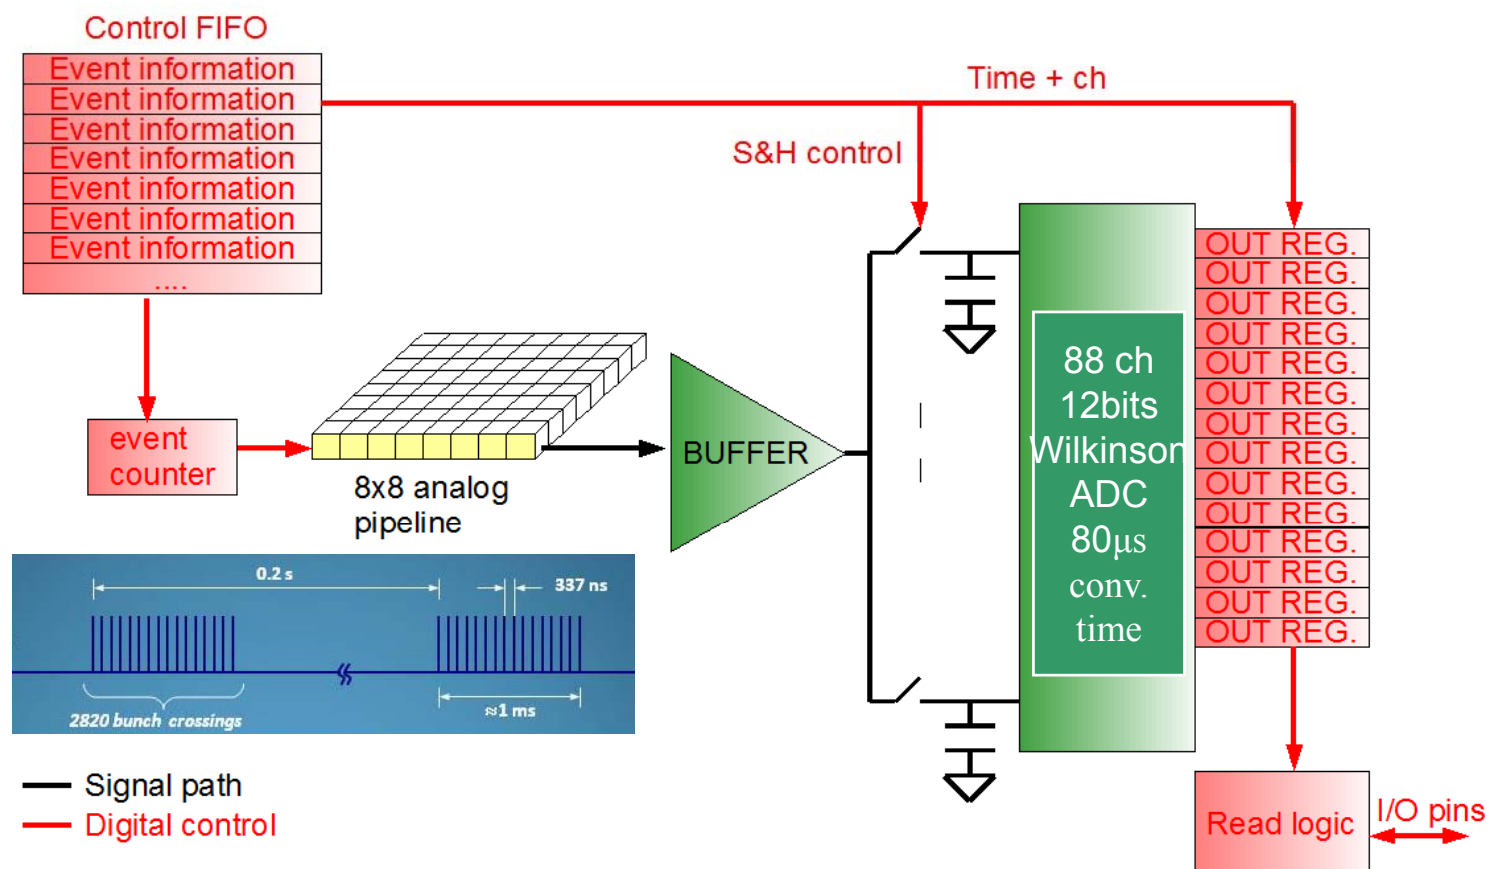 Control FIFO
Event information
Event information
Event information
Event information
Event information
Event information
Event information
....
Time + ch
S&H control
event
counter
8x8 analog
pipeline
BUFFER
88 ch
12bits
Wilkinson
ADC
80μs
conv.
time
OUT REG.
OUT REG.
OUT REG.
OUT REG.
OUT REG.
OUT REG.
OUT REG.
OUT REG.
OUT REG.
OUT REG.
OUT REG.
OUT REG.
OUT REG.
OUT REG.
0.2 s
337 ns
2820 bunch crossings
≈1 ms
Signal path
Digital control
Read logic
I/O pins